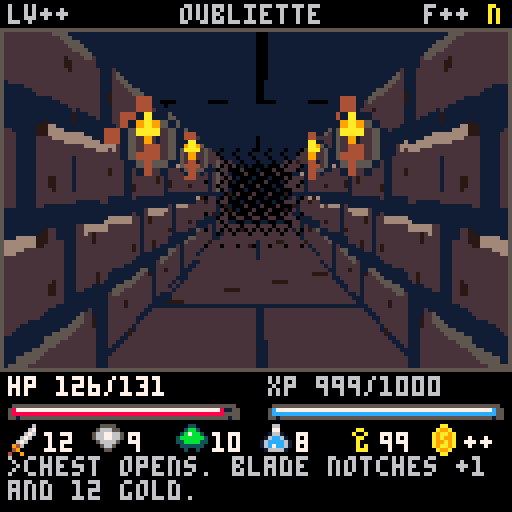 LV++ OUBLIETTE F++ N
HP 126/131 XP 999/1000
12 9 10 8 99 ++
>CHEST OPENS. BLADE NOTCHES +1
AND 12 GOLD.